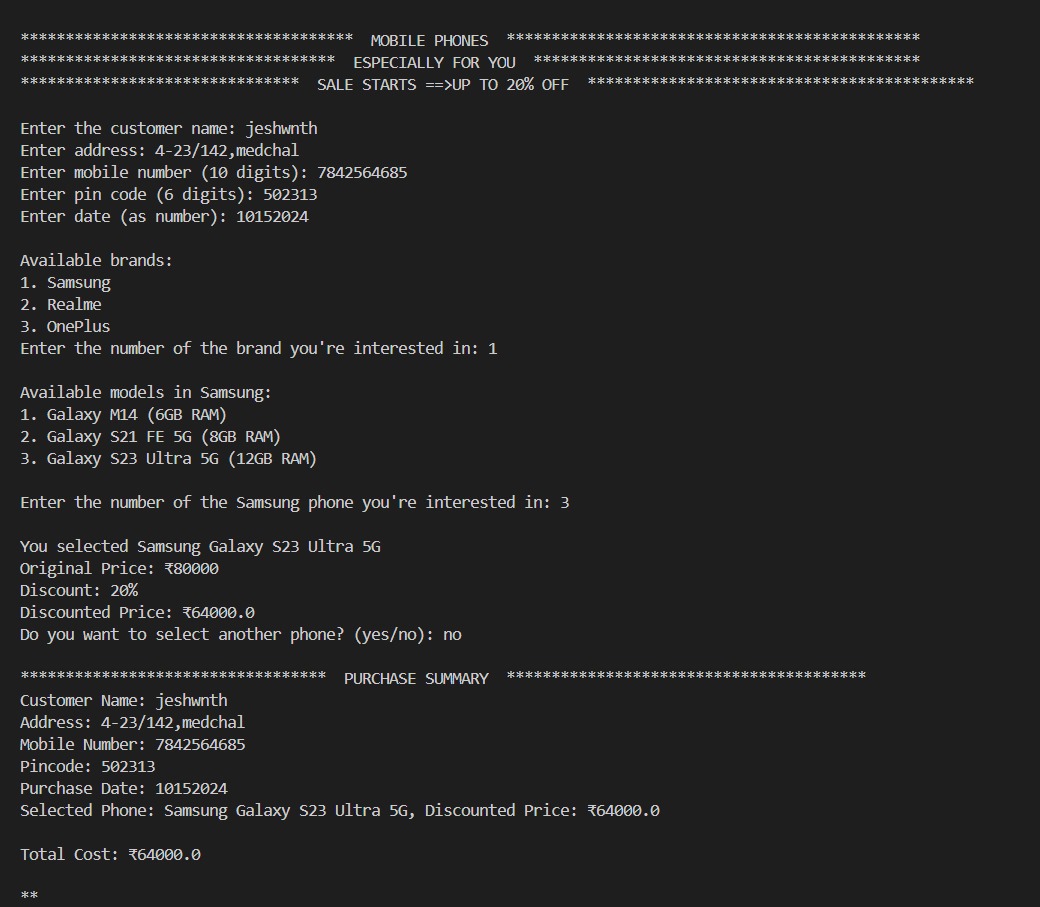 ************************************* MOBILE PHONES **********************************************
*********************************** ESPECIALLY FOR YOU *******************************************
******************************* SALE STARTS ==>UP TO 20% OFF *******************************************
Enter the customer name: jeshwnth
Enter address: 4-23/142,medchal
Enter mobile number (10 digits): 7842564685
Enter pin code (6 digits): 502313
Enter date (as number): 10152024
Available brands:
1. Samsung
2. Realme
3. OnePlus
Enter the number of the brand you're interested in: 1
Available models in Samsung:
1. Galaxy M14 (6GB RAM)
2. Galaxy S21 FE 5G (8GB RAM)
3. Galaxy S23 Ultra 5G (12GB RAM)
Enter the number of the Samsung phone you're interested in: 3
You selected Samsung Galaxy S23 Ultra 5G
Original Price: ₹80000
Discount: 20%
Discounted Price: ₹64000.0
Do you want to select another phone? (yes/no): no
********************************** PURCHASE SUMMARY ****************************************
Customer Name: jeshwnth
Address: 4-23/142,medchal
Mobile Number: 7842564685
Pincode: 502313
Purchase Date: 10152024
Selected Phone: Samsung Galaxy S23 Ultra 5G, Discounted Price: ₹64000.0
Total Cost: ₹64000.0
**